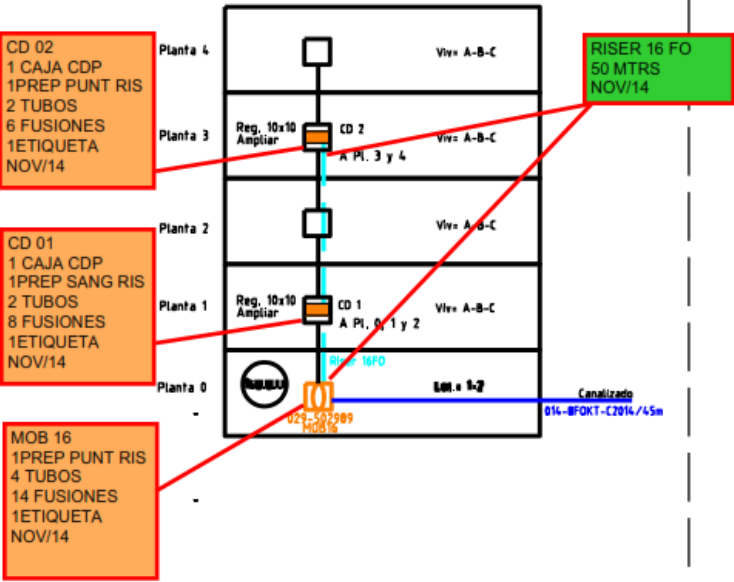 CD 02
1 CAJA CDP
1PREP PUNT RIS
2 TUBOS
6 FUSIONES
1ETIQUETA
NOV/14
RISER 16 FO
50 MTRS
NOV/14
Planta 4
Viv= A-B-C
Planta 3
Reg. 10x10
Ampliar
CD 2
A Pl. 3 y 4
Viv= A-B-C
Planta 2
Viv= A-B-C
CD 01
1 CAJA CDP
1PREP SANG RIS
2 TUBOS
8 FUSIONES
1ETIQUETA
NOV/14
Planta 1
Reg. 10x10
Ampliar
CD 1
A Pl. 0, 1 y 2
Viv= A-B-C
Riser 16FO
Planta 0
Canalizado
014-8FOKT-C2014/45m
029-502989
MOB16
MOB 16
1PREP PUNT RIS
4 TUBOS
14 FUSIONES
1ETIQUETA
NOV/14